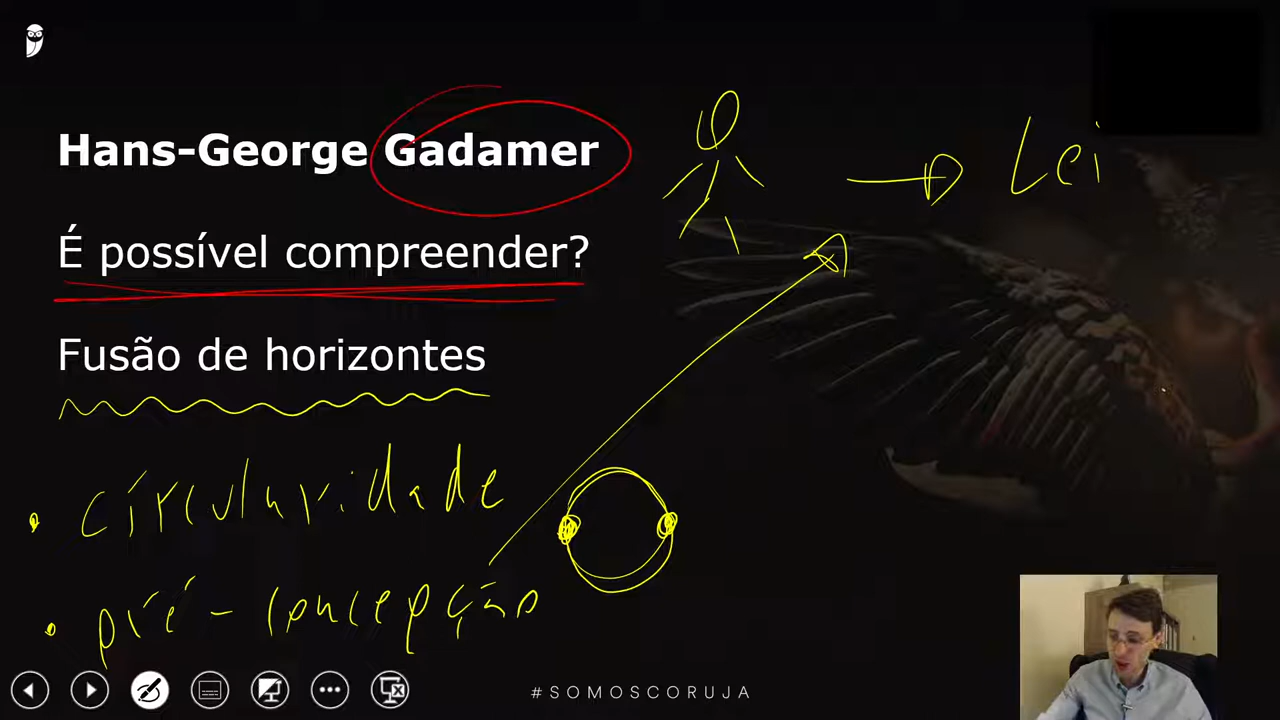 Hans-George Gadamer
Lei
É possível compreender?
Fusão de horizontes
• circularidade
• pré-concepção
#SOMOSCORUJA